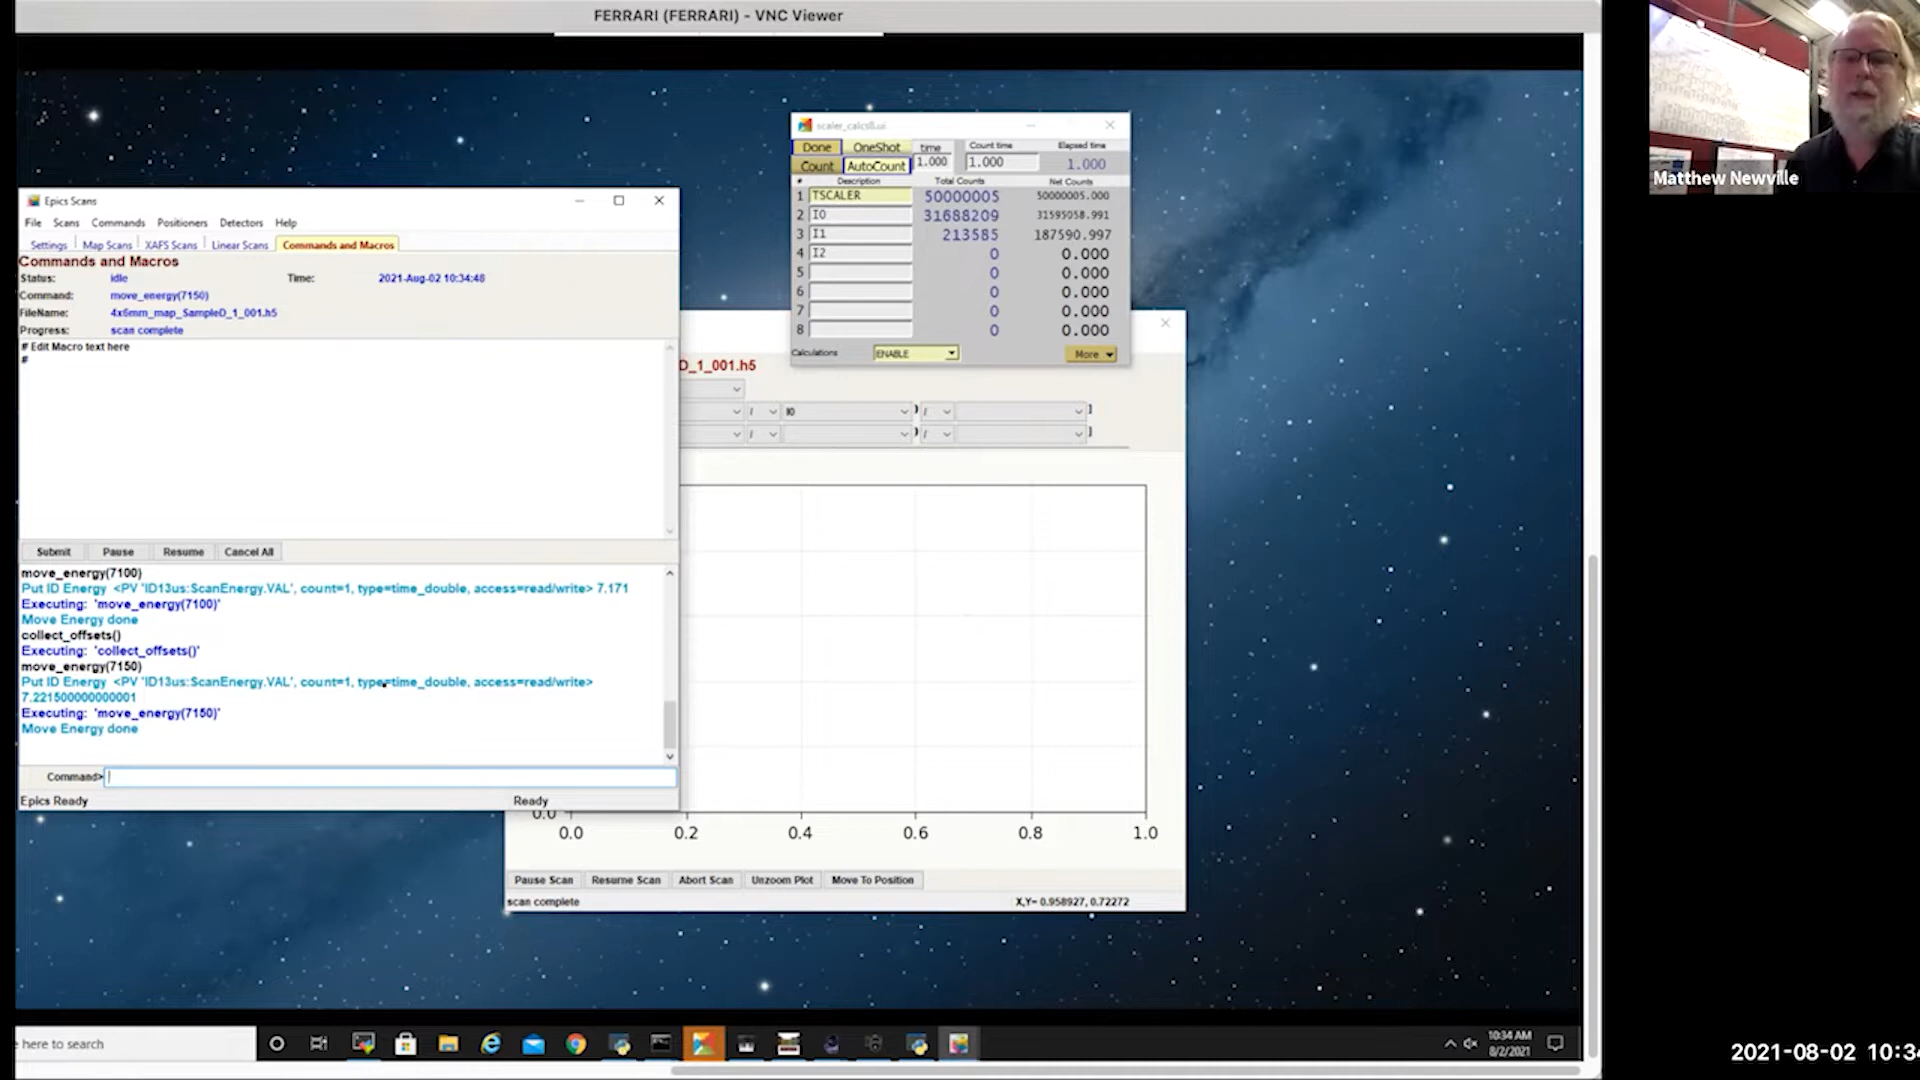 FERRARI (FERRARI) - VNC Viewer
Matthew Newville
scaler_calcs8.ui
Done OneShot time Count time Elapsed time
Count AutoCount 1.000 1.000 1.000
# Description Total Counts Net Counts
1 TSCALER 50000005 50000005.000
2 I0 31688209 31595058.991
3 I1 213585 187590.997
4 I2 0 0.000
5 0 0.000
6 0 0.000
7 0 0.000
8 0 0.000
Calculations ENABLE More
Epics Scans
File Scans Commands Positioners Detectors Help
Settings Map Scans XAFS Scans Linear Scans Commands and Macros
Commands and Macros
Status: idle Time: 2021-Aug-02 10:34:48
Command: move_energy(7150)
FileName: 4x6mm_map_SampleD_1_001.h5
Progress: scan complete
# Edit Macro text here
#
Submit Pause Resume Cancel All
move_energy(7100)
Put ID Energy <PV 'ID13us:ScanEnergy.VAL', count=1, type=time_double, access=read/write> 7.171
Executing: 'move_energy(7100)'
Move Energy done
collect_offsets()
Executing: 'collect_offsets()'
move_energy(7150)
Put ID Energy <PV 'ID13us:ScanEnergy.VAL', count=1, type=time_double, access=read/write>
7.221500000000001
Executing: 'move_energy(7150)'
Move Energy done
Command>
Epics Ready Ready
D_1_001.h5
/ I0 ) / ]
/ ) / ]
0.0
0.0 0.2 0.4 0.6 0.8 1.0
Pause Scan Resume Scan Abort Scan Unzoom Plot Move To Position
scan complete X,Y= 0.958927, 0.72272
here to search
10:34 AM
8/2/2021
2021-08-02 10:34